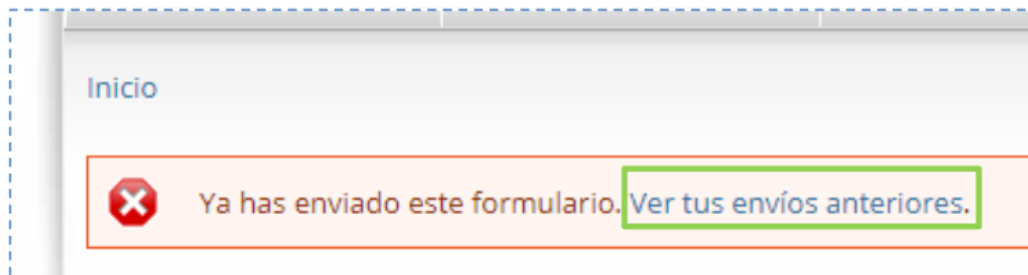 Inicio
Ya has enviado este formulario. Ver tus envíos anteriores.